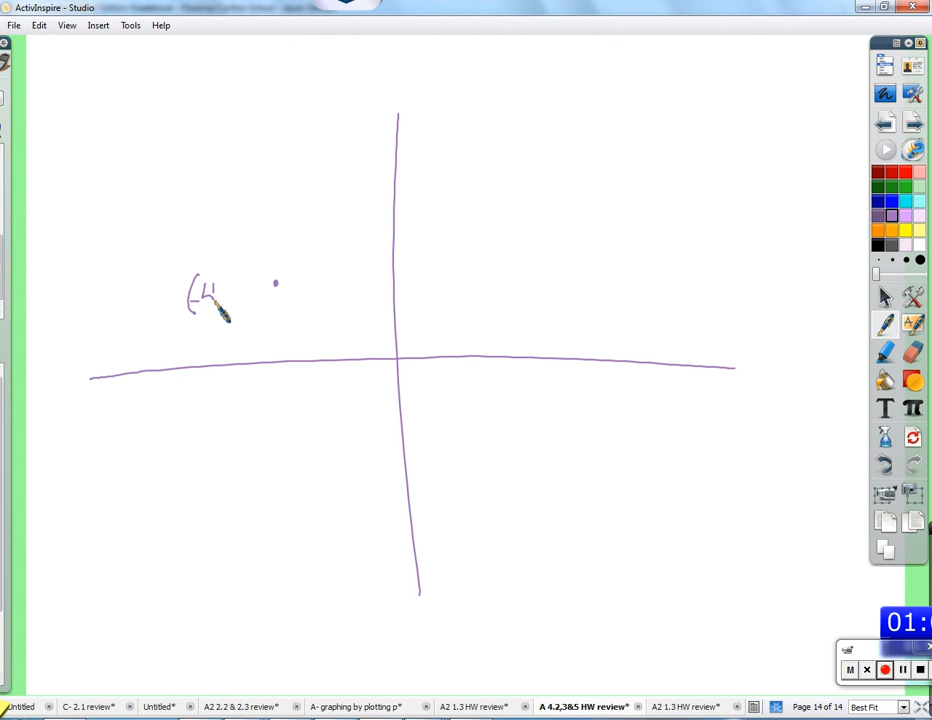 ActivInspire - Studio
File Edit View Insert Tools Help
(-4
01:
M
ntitled C- 2.1 review* Untitled* A2 2.2 & 2.3 review* A- graphing by plotting p* A2 1.3 HW review* A 4.2,3&5 HW review* A2 1.3 HW review* Page 14 of 14 Best Fit